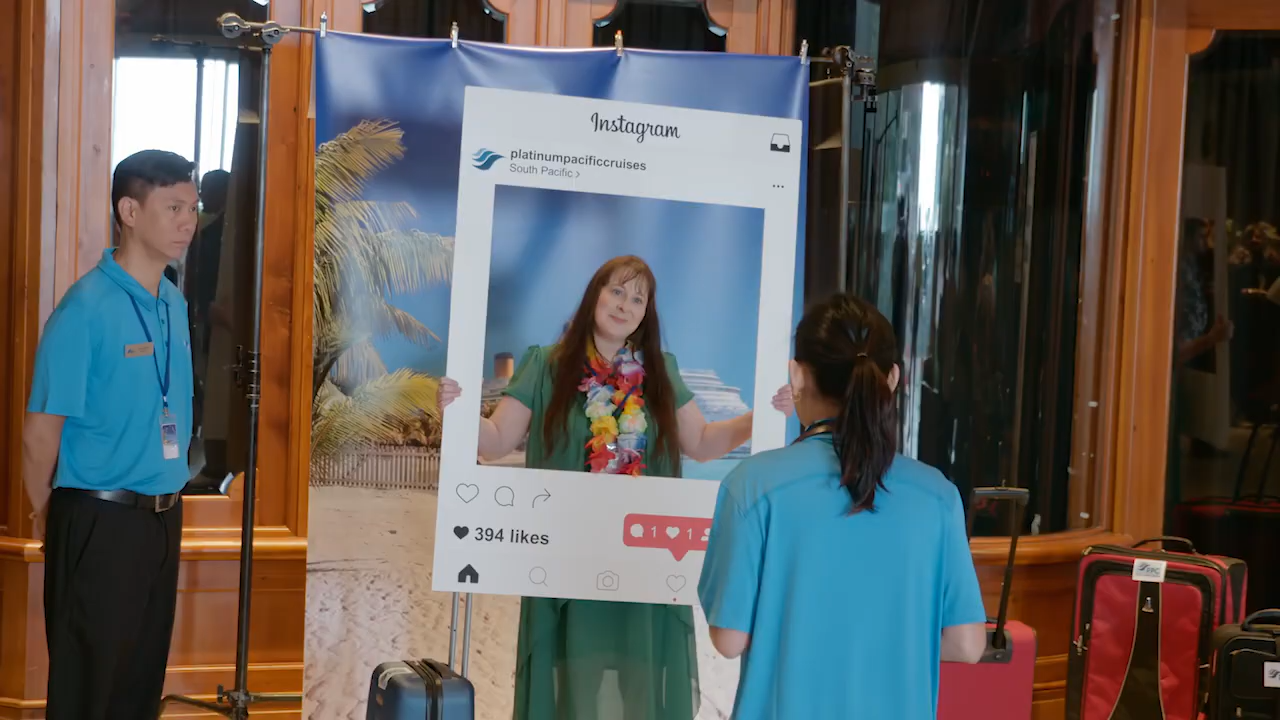 Instagram
platinumpacificcruises
South Pacific >
394 likes
1 1